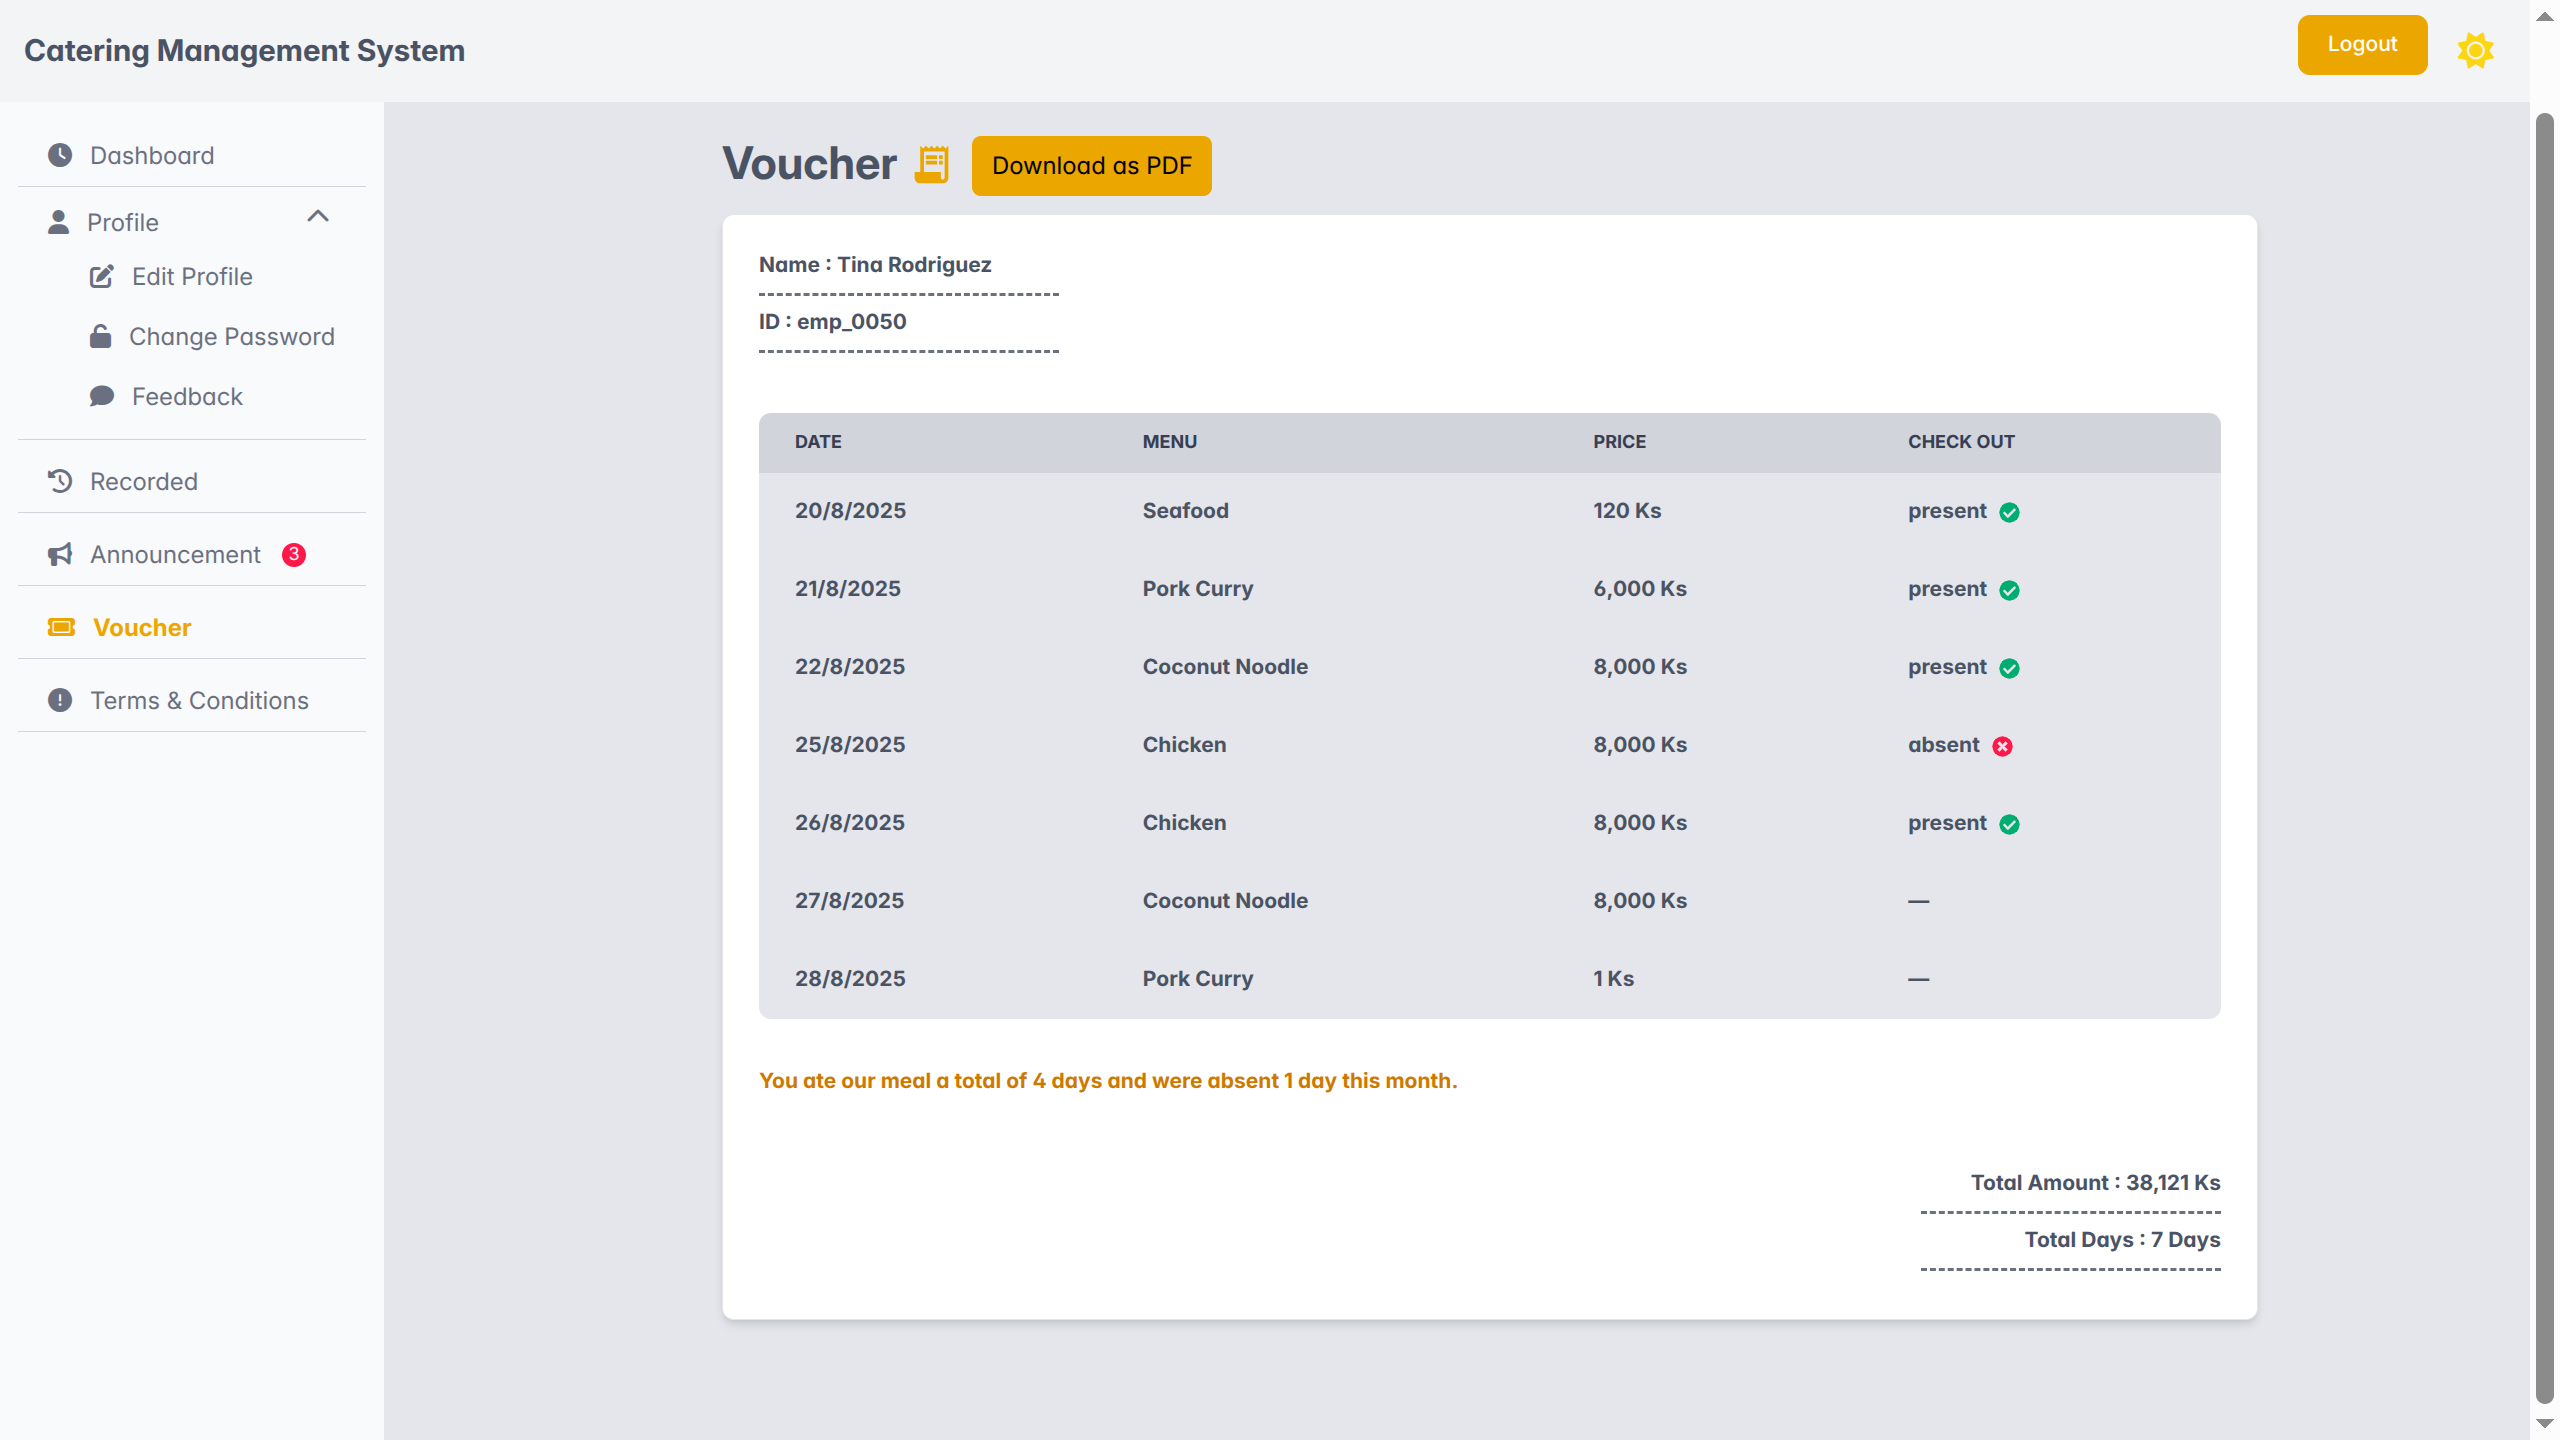 Catering Management System
Logout
Dashboard
Profile
Edit Profile
Change Password
Feedback
Recorded
Announcement 3
Voucher
Terms & Conditions
Voucher
Download as PDF
Name : Tina Rodriguez
ID : emp_0050
DATE MENU PRICE CHECK OUT
20/8/2025 Seafood 120 Ks present
21/8/2025 Pork Curry 6,000 Ks present
22/8/2025 Coconut Noodle 8,000 Ks present
25/8/2025 Chicken 8,000 Ks absent
26/8/2025 Chicken 8,000 Ks present
27/8/2025 Coconut Noodle 8,000 Ks —
28/8/2025 Pork Curry 1 Ks —
You ate our meal a total of 4 days and were absent 1 day this month.
Total Amount : 38,121 Ks
Total Days : 7 Days